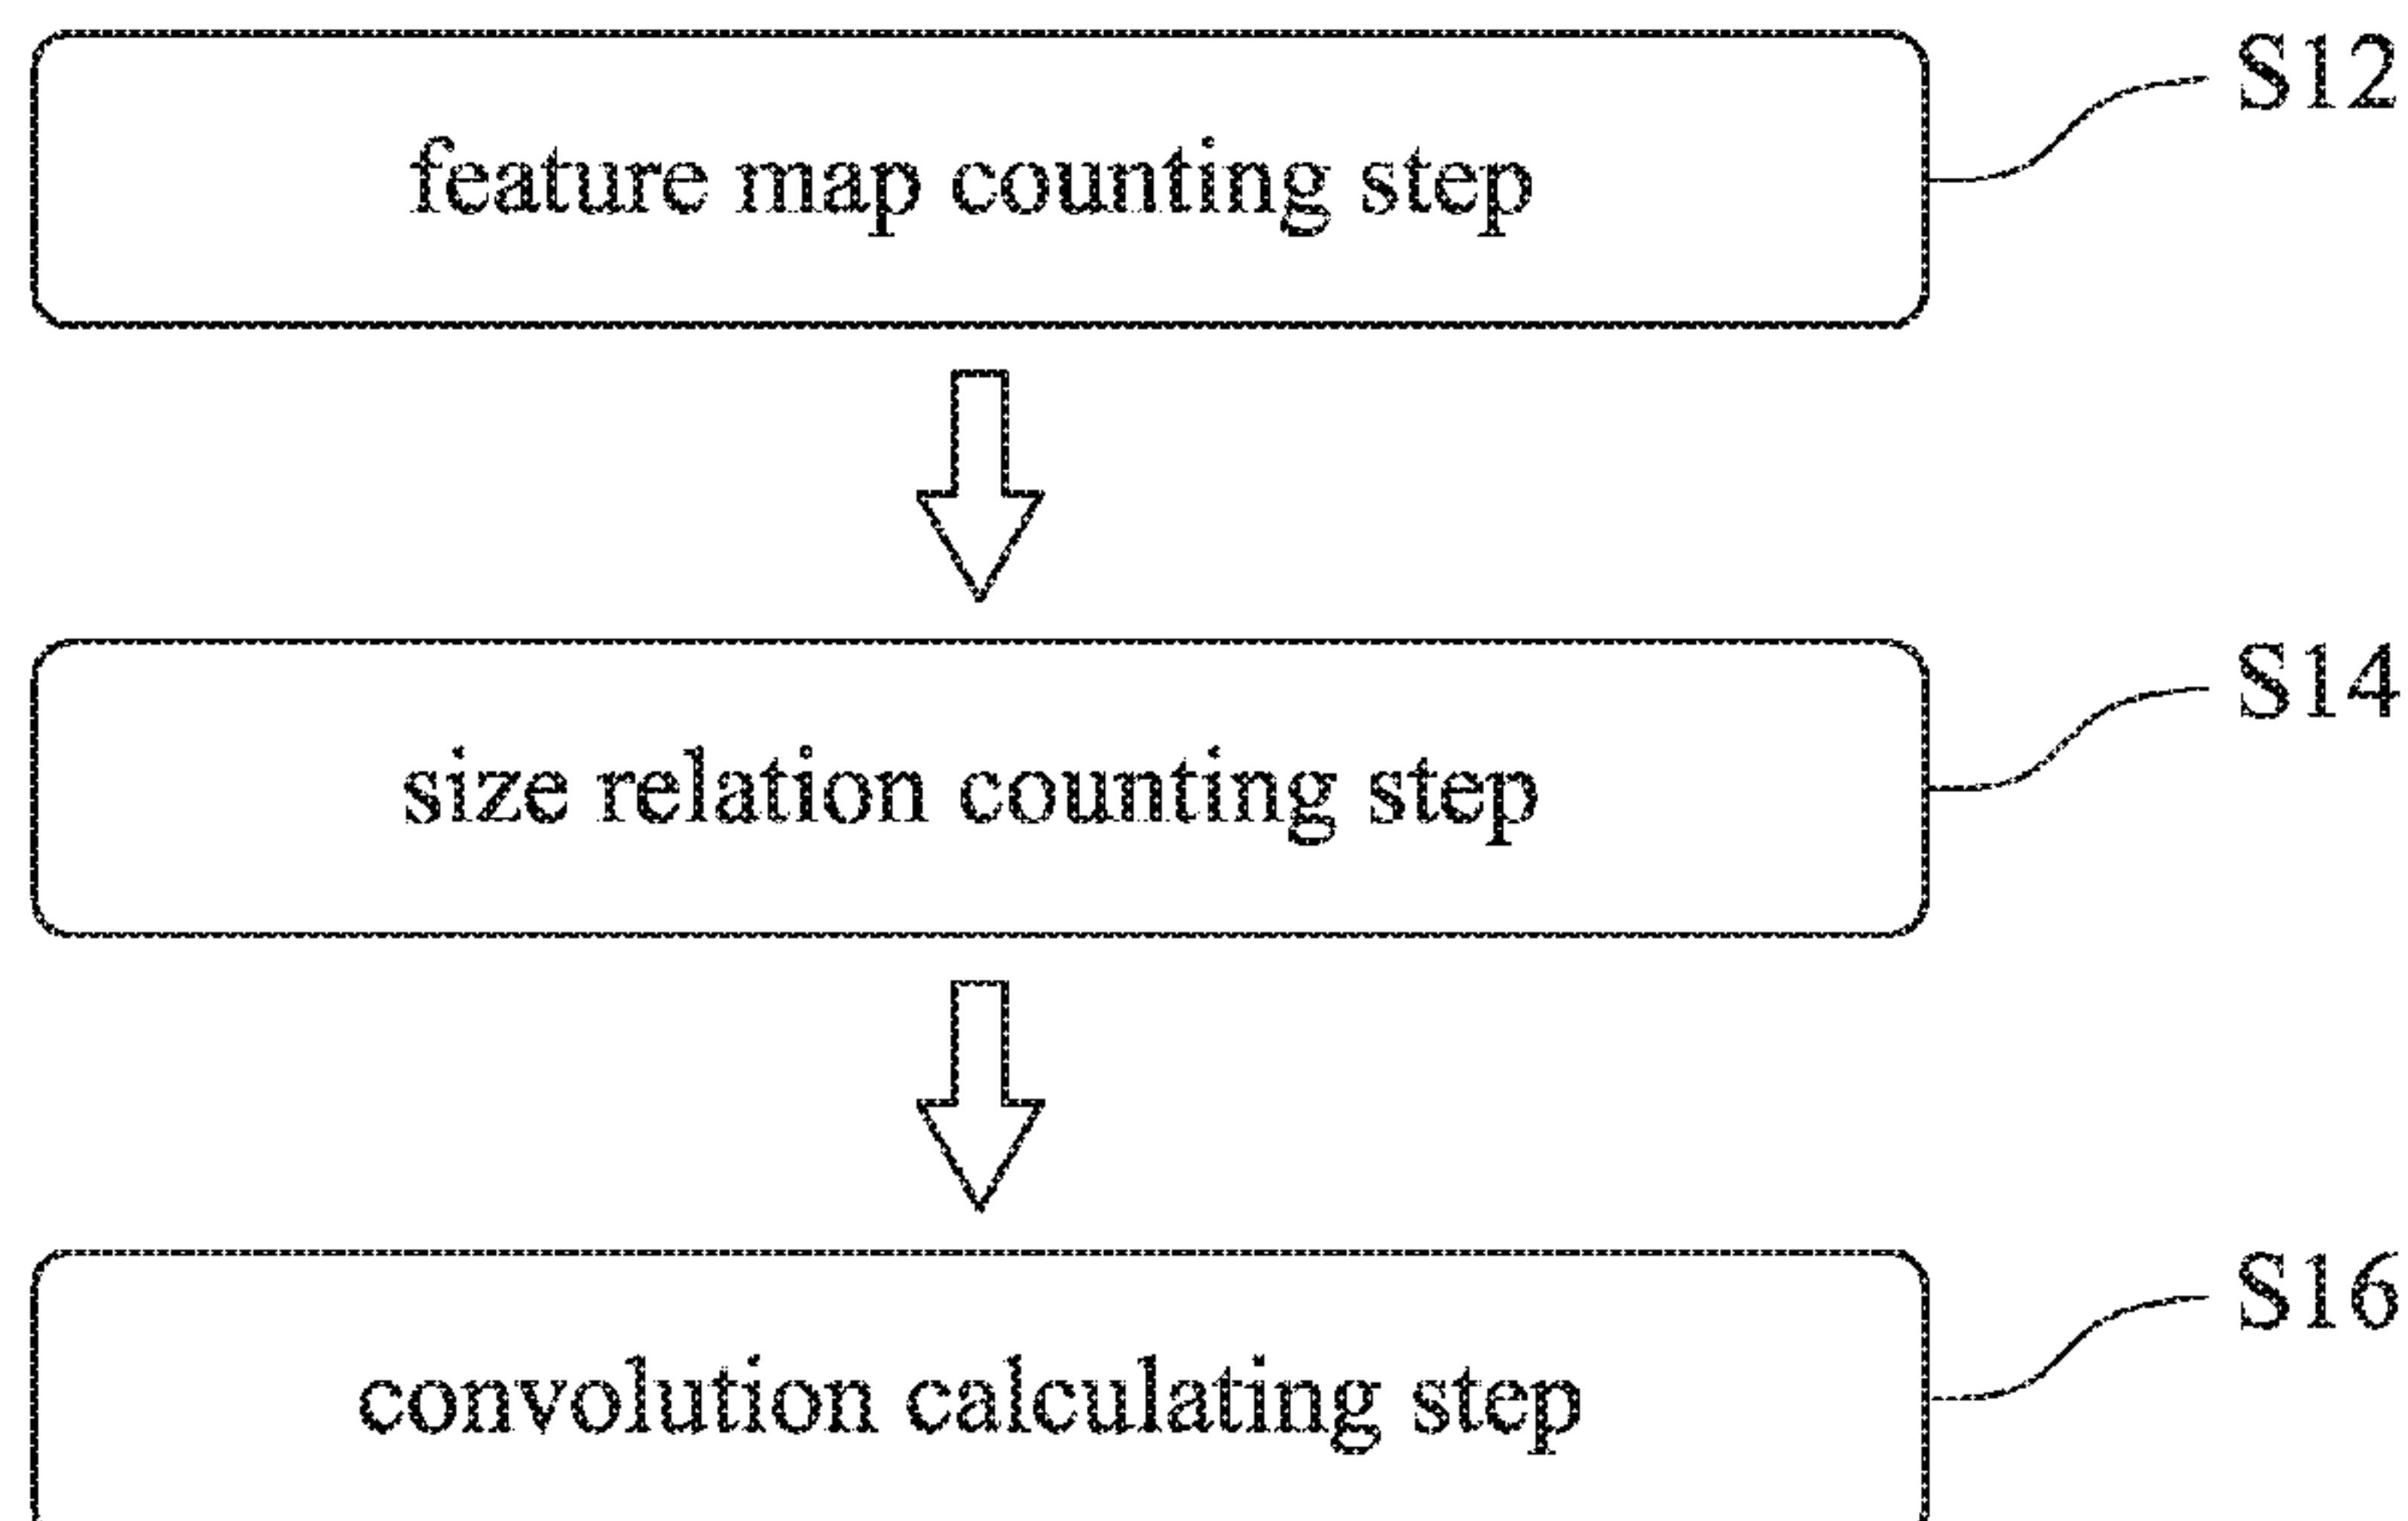 S12
feature map counting step
S14
size relation counting step
S16
convolution calculating step